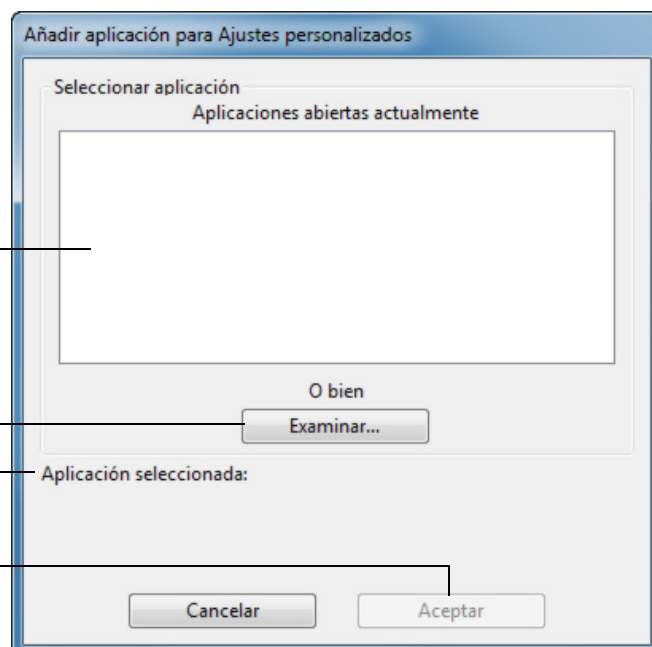 Añadir aplicación para Ajustes personalizados
Seleccionar aplicación
Aplicaciones abiertas actualmente
O bien
Examinar...
Aplicación seleccionada:
Cancelar
Aceptar